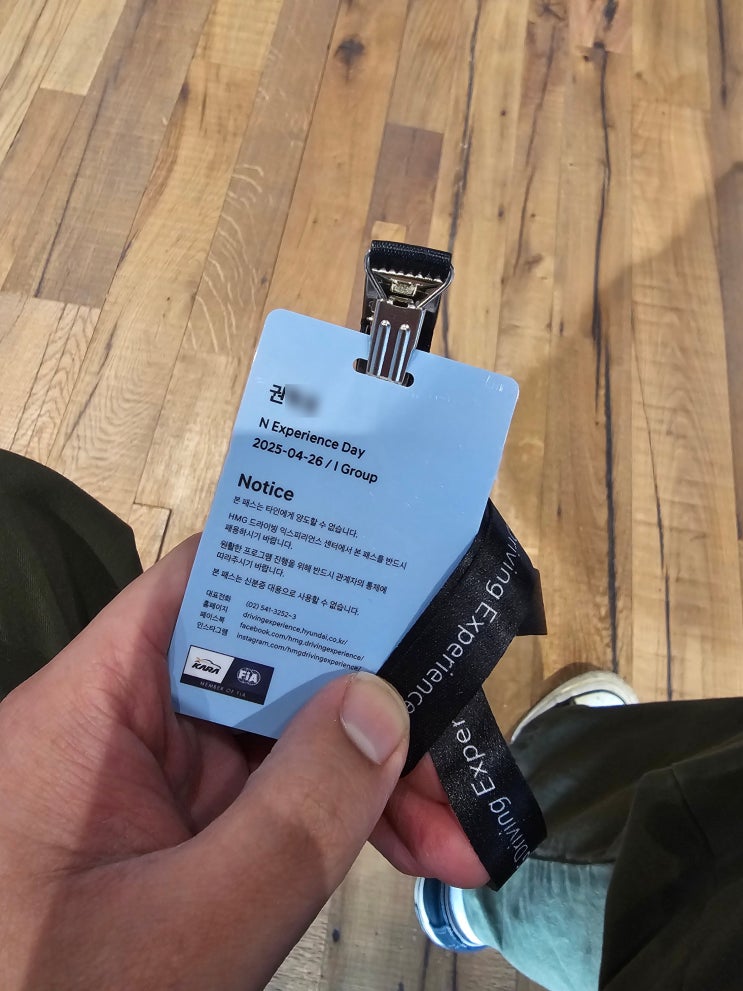 권
N Experience Day
2025-04-26 / I Group
Notice
본 패스는 타인에게 양도할 수 없습니다.
HMG 드라이빙 익스피리언스 센터에서 본 패스를 반드시
패용하시기 바랍니다.
원활한 프로그램 진행을 위해 반드시 관계자의 통제에
따라주시기 바랍니다.
본 패스는 신분증 대용으로 사용할 수 없습니다.
대표전화 (02) 541-3252~3
홈페이지 drivingexperience.hyundai.co.kr/
페이스북 facebook.com/hmg.drivingexperience/
인스타그램 instagram.com/hmgdrivingexperience/
KARA FIA
MEMBER OF FIA
Driving Experience
Driving Exper